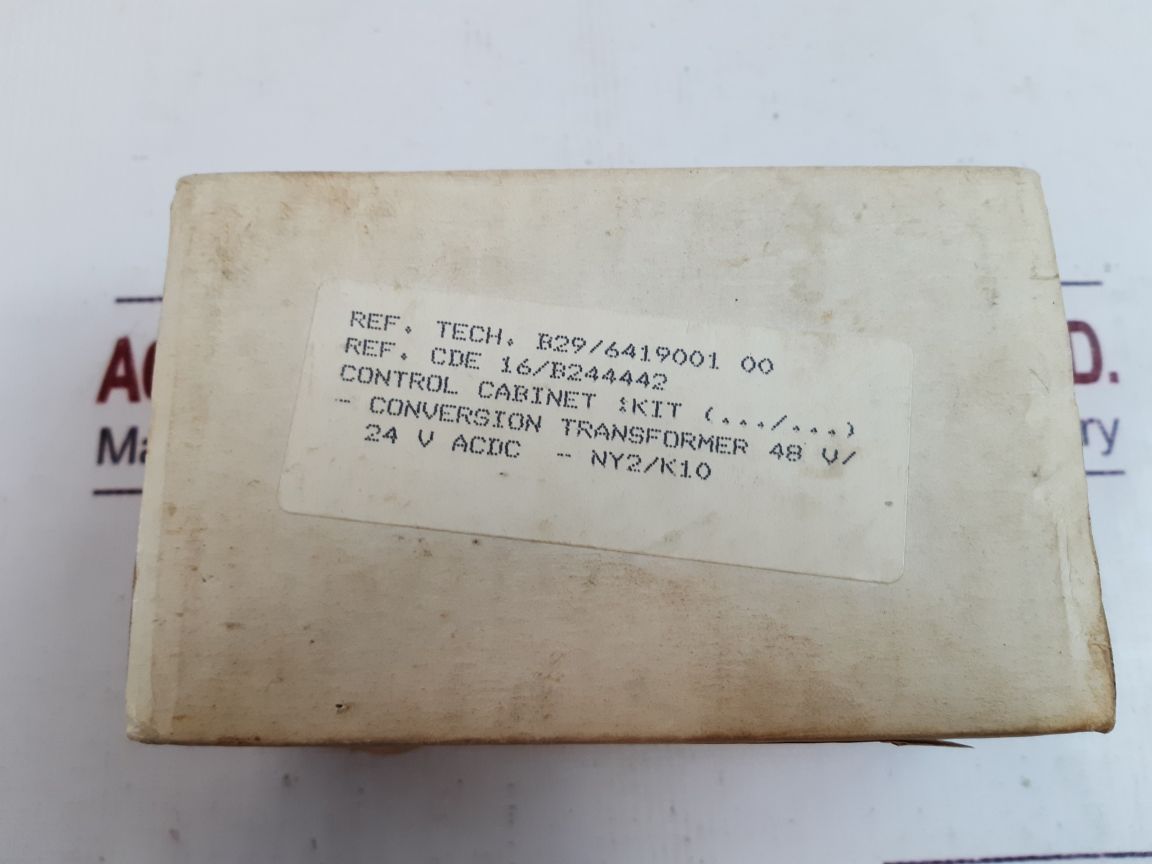 REF. TECH. B29/6419001 00
REF. CDE 16/B244442
CONTROL CABINET :KIT (.../...)
- CONVERSION TRANSFORMER 48 V/
24 V ACDC - NY2/K10
D.